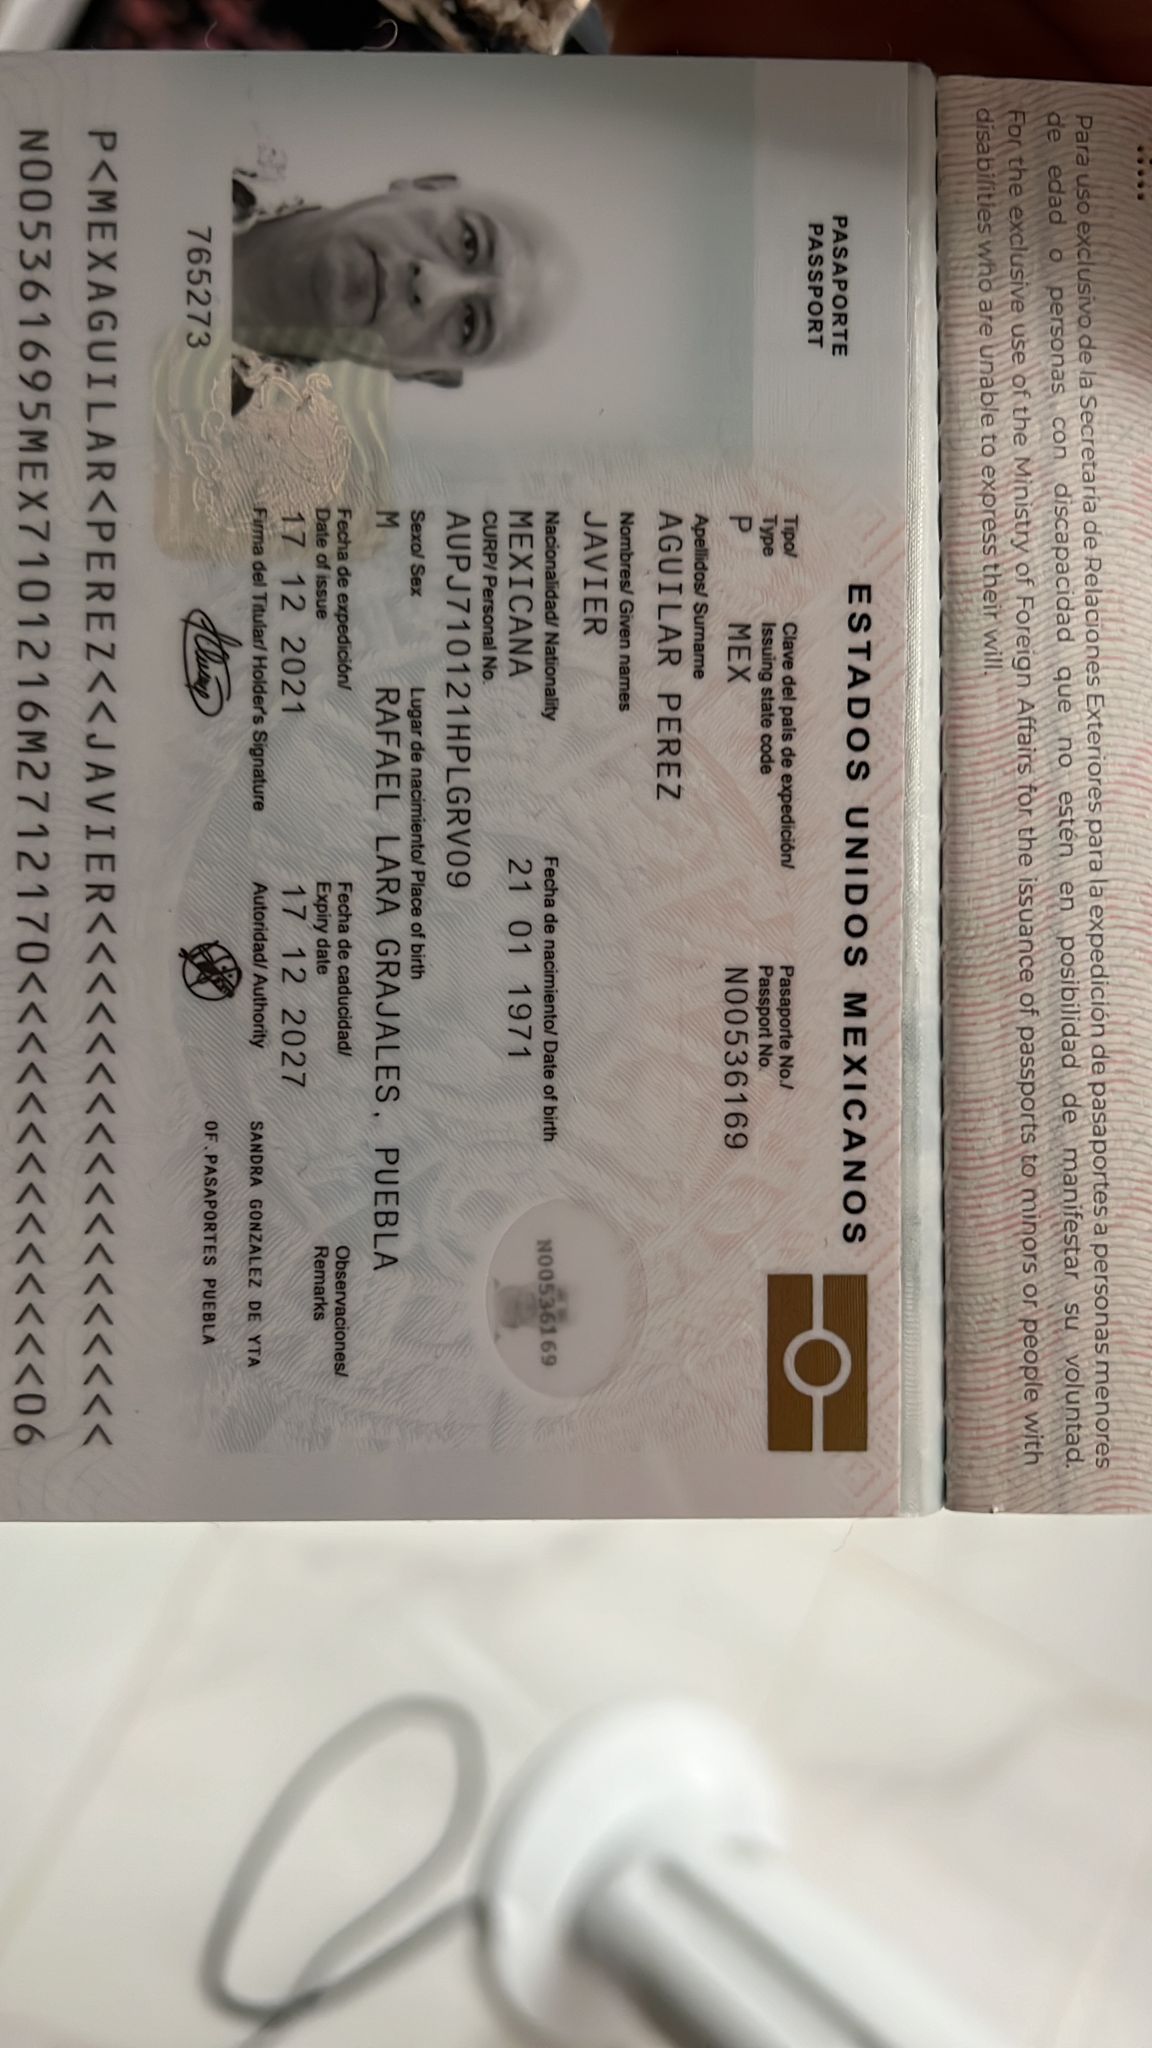 Para uso exclusivo de la Secretaría de Relaciones Exteriores para la expedición de pasaportes a personas menores
de edad o personas con discapacidad que no estén en posibilidad de manifestar su voluntad.
For the exclusive use of the Ministry of Foreign Affairs for the issuance of passports to minors or people with
disabilities who are unable to express their will.
PASAPORTE
PASSPORT
ESTADOS UNIDOS MEXICANOS
Tipo/ Clave del país de expedición/ Pasaporte No./
Type Issuing state code Passport No.
P MEX N00536169
Apellidos/ Surname
AGUILAR PEREZ
Nombres/ Given names
JAVIER
Nacionalidad/ Nationality Fecha de nacimiento/ Date of birth
MEXICANA 21 01 1971
N00536169
CURP/ Personal No.
AUPJ710121HPLGRV09
Sexo/ Sex Lugar de nacimiento/ Place of birth
M RAFAEL LARA GRAJALES, PUEBLA
Fecha de expedición/ Fecha de caducidad/ Observaciones/
Date of issue Expiry date Remarks
17 12 2021 17 12 2027
Firma del Titular/ Holder's Signature Autoridad/ Authority SANDRA GONZALEZ DE YTA
OF.PASAPORTES PUEBLA
765273
P<MEXAGUILAR<PEREZ<<JAVIER<<<<<<<<<<<<<<<<<<
N005361695MEX7101216M2712170<<<<<<<<<<<<<<06